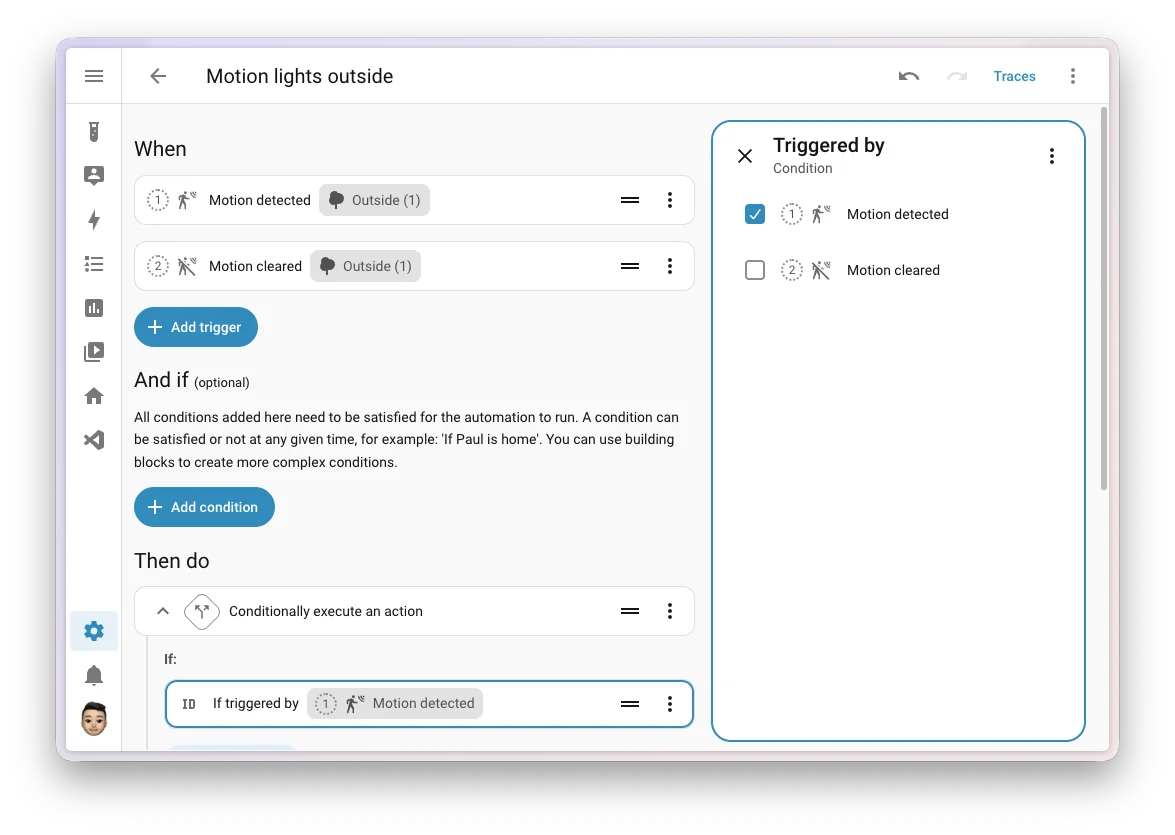 Motion lights outside
Traces
When
1 Motion detected Outside (1)
2 Motion cleared Outside (1)
Add trigger
And if (optional)
All conditions added here need to be satisfied for the automation to run. A condition can
be satisfied or not at any given time, for example: 'If Paul is home'. You can use building
blocks to create more complex conditions.
Add condition
Then do
Conditionally execute an action
If:
ID If triggered by 1 Motion detected
Triggered by
Condition
1 Motion detected
2 Motion cleared